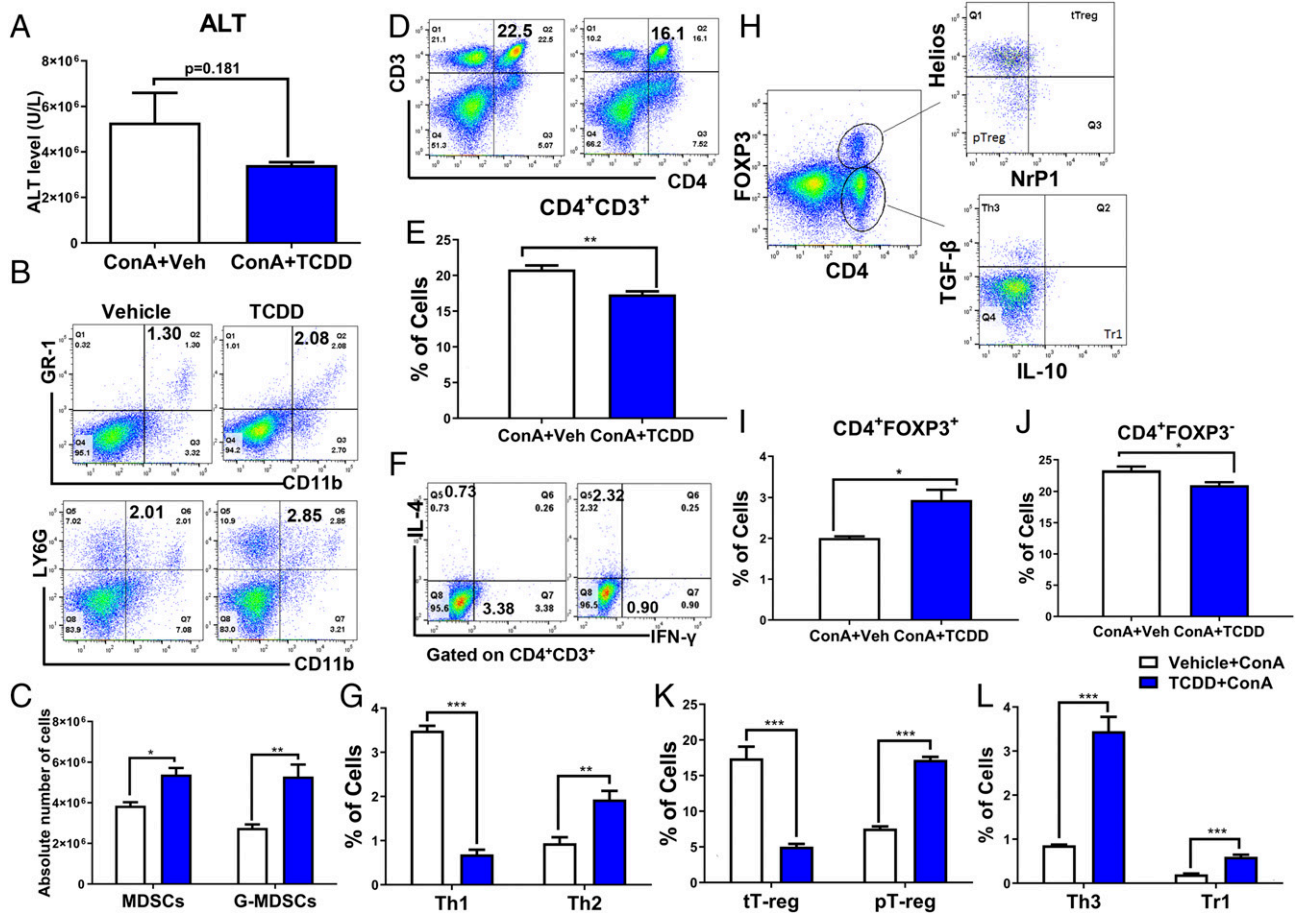 A
ALT
ALT level (U/L)
8×10⁶
6×10⁶
4×10⁶
2×10⁶
0
p=0.181
ConA+Veh
ConA+TCDD
B
Vehicle
TCDD
GR-1
Q1
0.32
1.30
Q2
1.30
Q4
95.1
Q3
3.32
Q1
1.01
2.08
Q2
2.08
Q4
94.2
Q3
2.70
CD11b
LY6G
Q5
7.02
2.01
Q6
2.01
Q8
83.9
Q7
7.08
Q5
10.9
2.85
Q6
2.85
Q8
83.0
Q7
3.21
CD11b
C
Absolute number of cells
8×10⁶
6×10⁶
4×10⁶
2×10⁶
0
*
**
MDSCs
G-MDSCs
D
CD3
Q1
21.1
22.5
Q2
22.5
Q4
51.3
Q3
5.07
Q1
10.2
16.1
Q2
16.1
Q4
66.2
Q3
7.52
CD4
E
CD4⁺CD3⁺
% of Cells
25
20
15
10
5
0
**
ConA+Veh ConA+TCDD
F
IL-4
Q5
0.73
0.73
Q6
0.26
Q8
95.6
3.38
Q7
3.38
Q5
2.32
2.32
Q6
0.25
Q8
96.5
0.90
Q7
0.90
IFN-γ
Gated on CD4⁺CD3⁺
G
% of Cells
4
3
2
1
0
***
**
Th1
Th2
H
FOXP3
CD4
Helios
Q1
tTreg
pTreg
Q3
NrP1
TGF-β
Th3
Q2
Q4
Tr1
IL-10
I
CD4⁺FOXP3⁺
% of Cells
4
3
2
1
0
*
ConA+Veh ConA+TCDD
J
CD4⁺FOXP3⁻
% of Cells
25
20
15
10
5
0
*
ConA+Veh ConA+TCDD
Vehicle+ConA
TCDD+ConA
K
% of Cells
25
20
15
10
5
0
***
***
tT-reg
pT-reg
L
% of Cells
4
3
2
1
0
***
***
Th3
Tr1